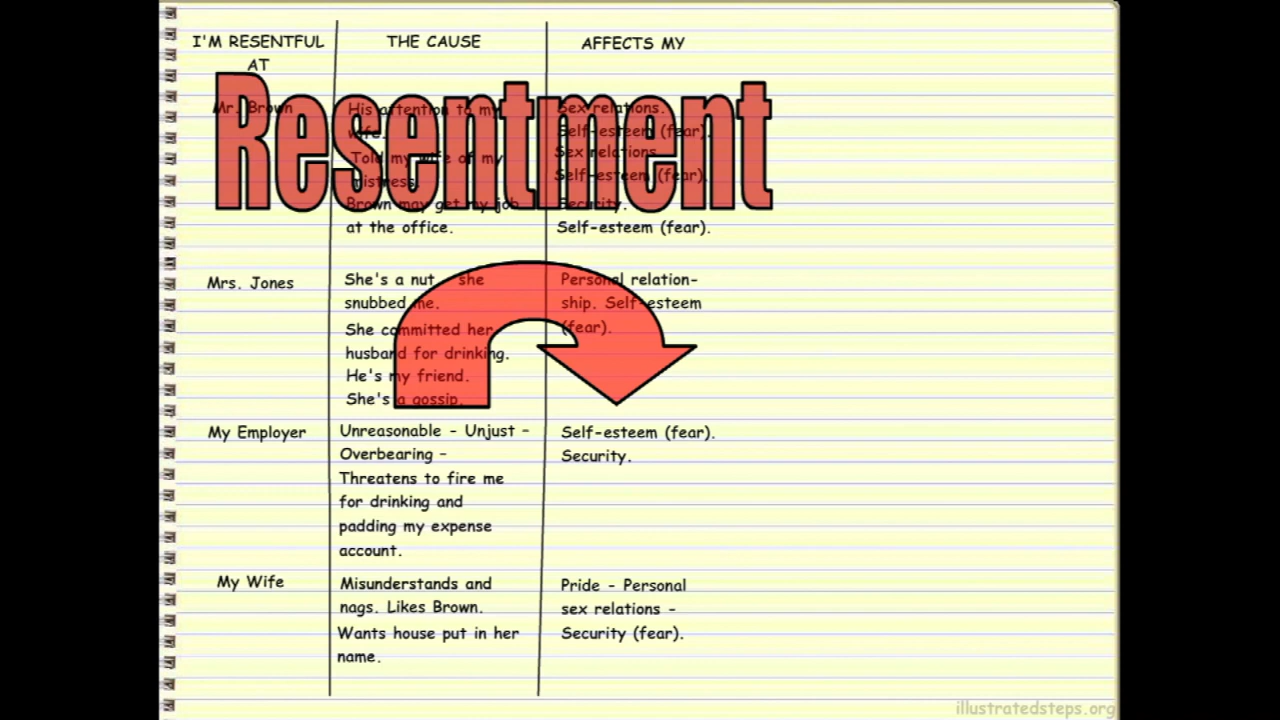 I'M RESENTFUL AT
THE CAUSE
AFFECTS MY
Resentment
Mr. Brown
His attention to my
wife.
Told my wife of my
mistress.
Brown may get my job
at the office.
Sex relations.
Self-esteem (fear).
Sex relations.
Self-esteem (fear).
Security.
Self-esteem (fear).
Mrs. Jones
She's a nut - she
snubbed me.
She committed her
husband for drinking.
He's my friend.
She's a gossip.
Personal relation-
ship. Self-esteem
(fear).
My Employer
Unreasonable - Unjust -
Overbearing -
Threatens to fire me
for drinking and
padding my expense
account.
Self-esteem (fear).
Security.
My Wife
Misunderstands and
nags. Likes Brown.
Wants house put in her
name.
Pride - Personal
sex relations -
Security (fear).
illustratedsteps.org